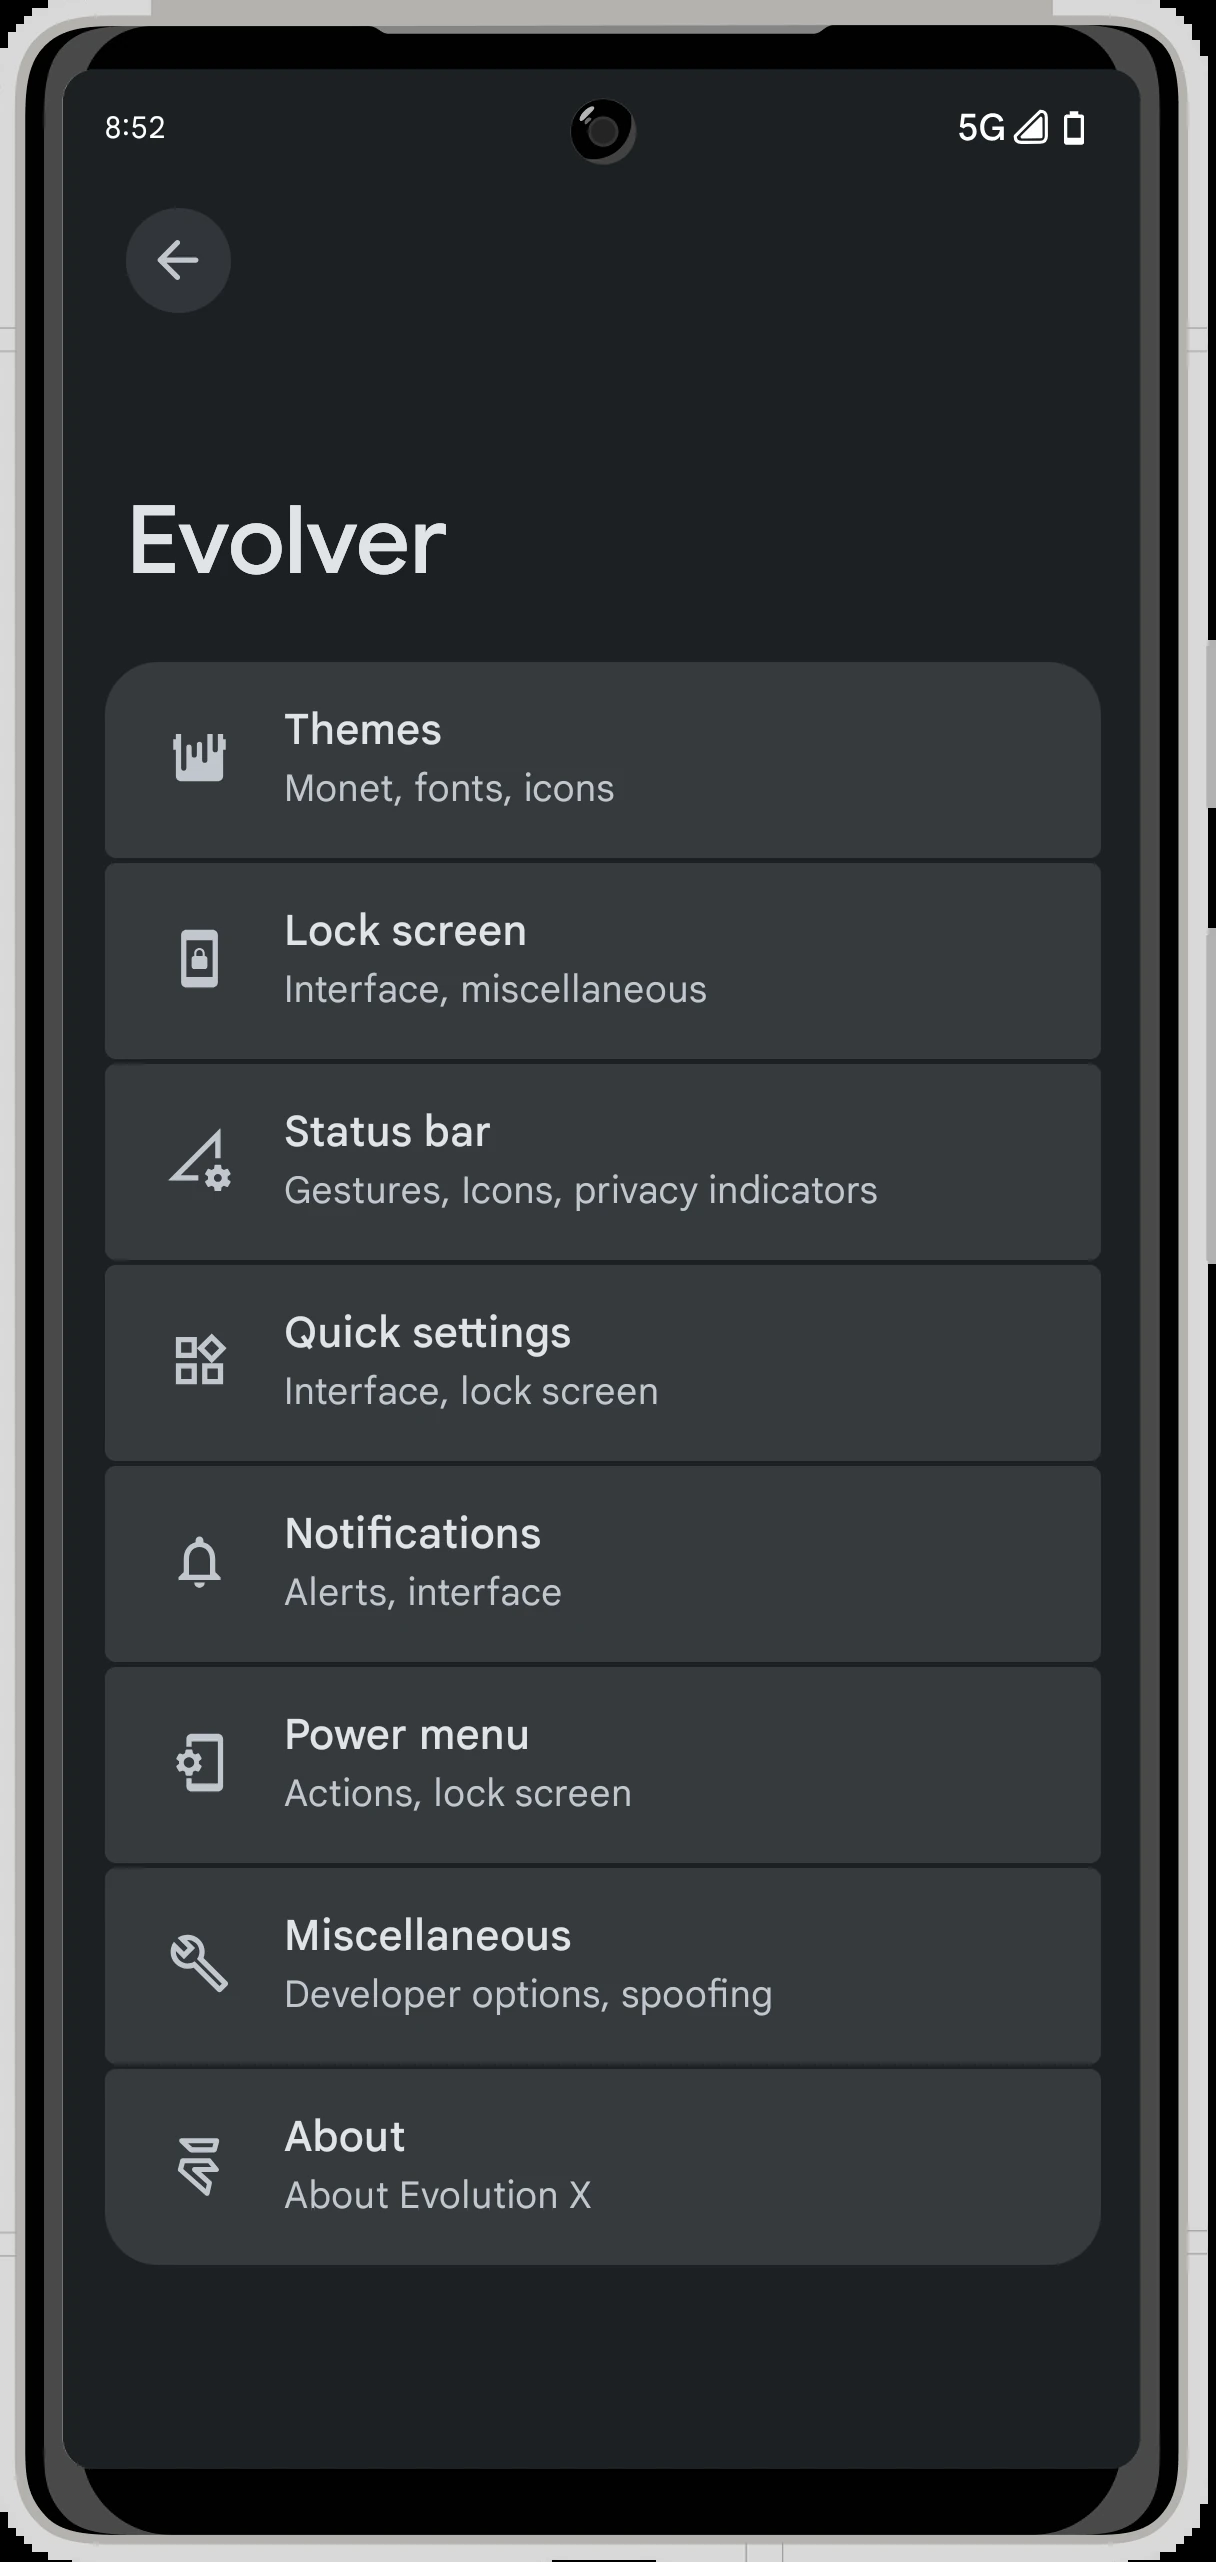 8:52
5G
Evolver
Themes
Monet, fonts, icons
Lock screen
Interface, miscellaneous
Status bar
Gestures, Icons, privacy indicators
Quick settings
Interface, lock screen
Notifications
Alerts, interface
Power menu
Actions, lock screen
Miscellaneous
Developer options, spoofing
About
About Evolution X